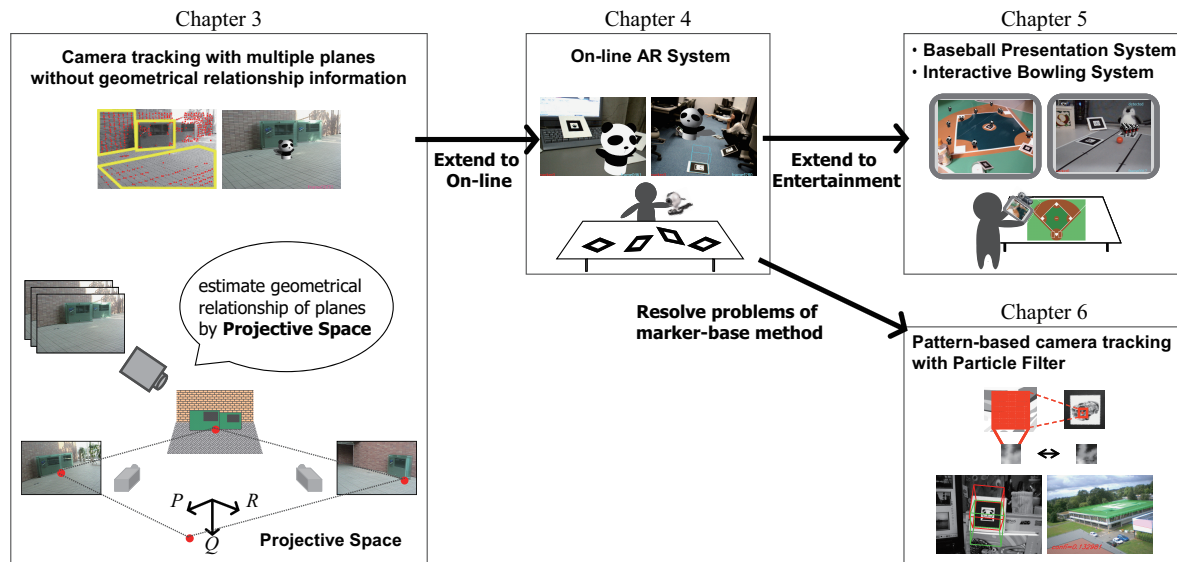 Chapter 3
Camera tracking with multiple planes
without geometrical relationship information
estimate geometrical
relationship of planes
by Projective Space
P
R
Q
Projective Space
Extend to
On-line
Chapter 4
On-line AR System
Extend to
Entertainment
Resolve problems of
marker-base method
Chapter 5
• Baseball Presentation System
• Interactive Bowling System
Chapter 6
Pattern-based camera tracking
with Particle Filter